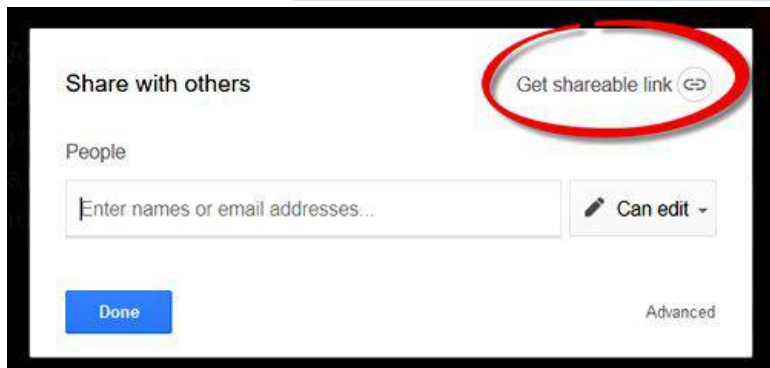 Share with others
Get shareable link
People
Enter names or email addresses...
Can edit
Done
Advanced